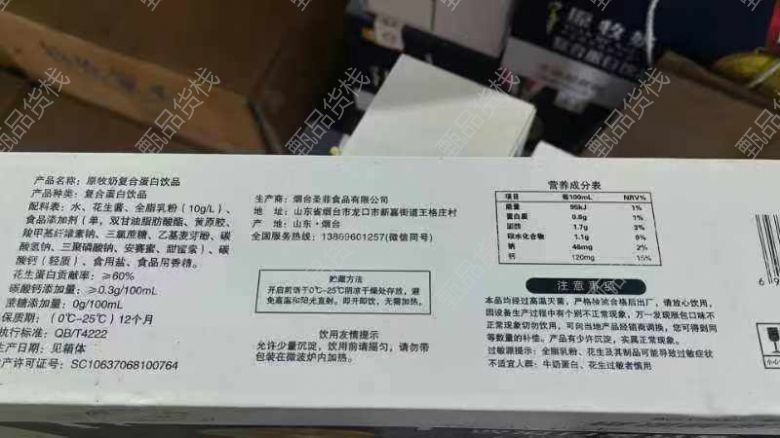 甄品货栈
产品名称：原牧奶复合蛋白饮品
产品种类：复合蛋白饮品
配料表：水、花生酱、全脂乳粉（10g/L）、
食品添加剂（单，双甘油脂肪酸酯、黄原胶、
羧甲基纤维素钠、三氯蔗糖、乙基麦芽酚、碳
酸氢钠、三聚磷酸钠、安赛蜜、甜蜜素）、碳
酸钙（轻质）、食用盐、食品用香精。
花生蛋白贡献率：≥60%
碳酸钙添加量：≥0.3g/100mL
蔗糖添加量：0g/100mL
保质期：（0℃-25℃）12个月
执行标准：QB/T4222
生产日期：见箱体
产许可证号：SC10637068100764
生产商：烟台圣菲食品有限公司
地 址：山东省烟台市龙口市新嘉街道王格庄村
产 地：山东·烟台
全国服务热线：13869601257(微信同号)
贮藏方法
开启前请于0℃-25℃阴凉干燥处存放，避
免高温和阳光直射。即开即饮，无需加热。
饮用友情提示
允许少量沉淀，饮用前请摇匀，请勿带
包装在微波炉内加热。
营养成分表
项目 每100mL NRV%
能量 95kJ 1%
蛋白质 0.6g 1%
脂肪 1.7g 3%
碳水化合物 1.1g
钠 46mg 2%
钙 120mg 15%
注意事项
本品均经过高温灭菌，严格抽该合格后出厂，请放心饮用，
因设备生产过程中有个别不正常现象，万一发现胀包口味不
正常现象切勿饮用，可向当地产品经销商调换，您可得到同
等数量的补偿。产品有少许沉淀，实属正常现象。
过敏源提示：全脂乳粉、花生及其制品可能导致过敏症状
不适宜人群：牛奶蛋白、花生过敏者慎用